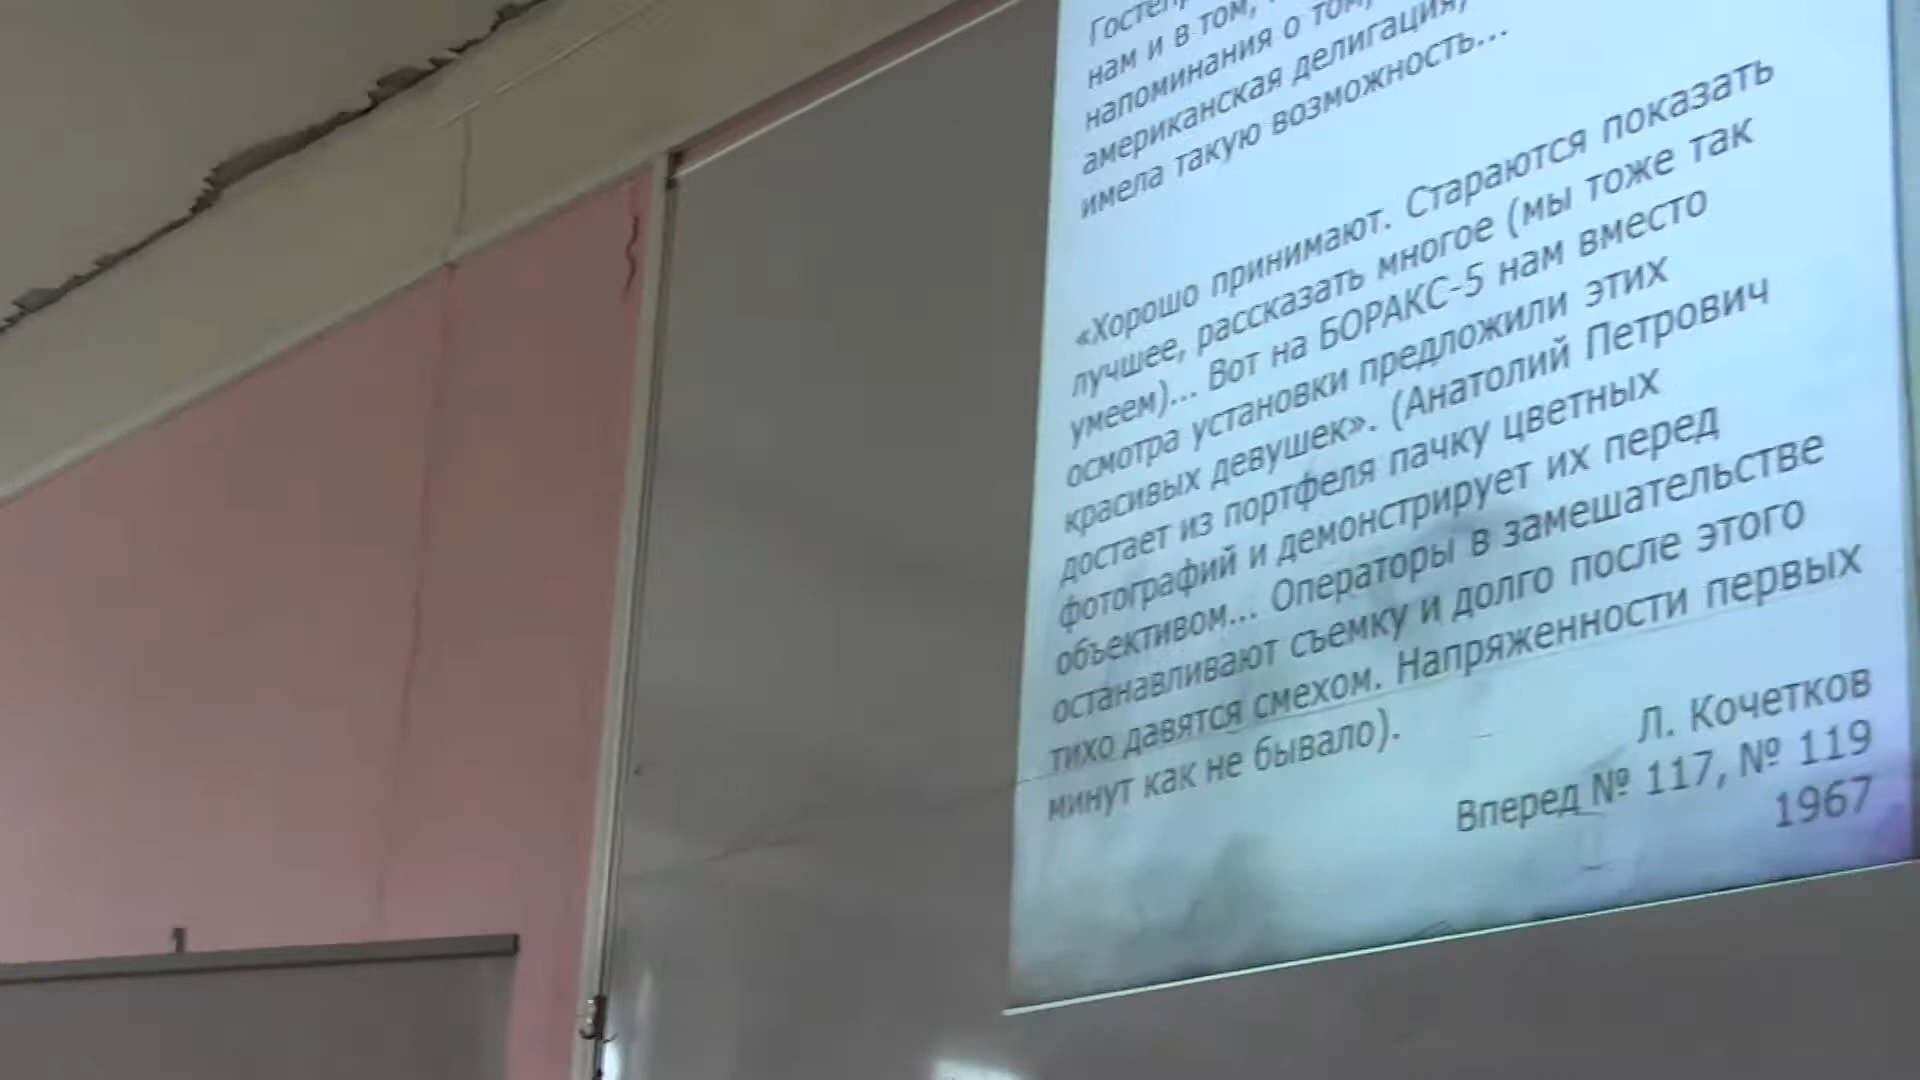 нам и в том,
напоминания о том,
американская делигация,
имела такую возможность...
«Хорошо принимают. Стараются показать
лучшее, рассказать многое (мы тоже так
умеем)... Вот на БОРАКС-5 нам вместо
осмотра установки предложили этих
красивых девушек». (Анатолий Петрович
достает из портфеля пачку цветных
фотографий и демонстрирует их перед
объективом... Операторы в замешательстве
останавливают съемку и долго после этого
тихо давятся смехом. Напряженности первых
минут как не бывало).
Л. Кочетков
Вперед № 117, № 119
1967